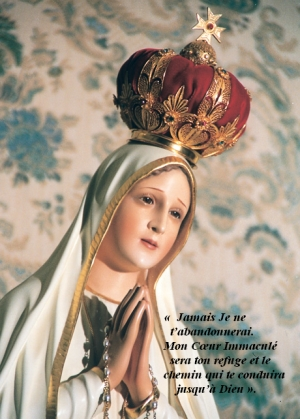 « Jamais Je ne
t'abandonnerai.
Mon Cœur Immaculé
sera ton refuge et le
chemin qui te conduira
jusqu'à Dieu ».